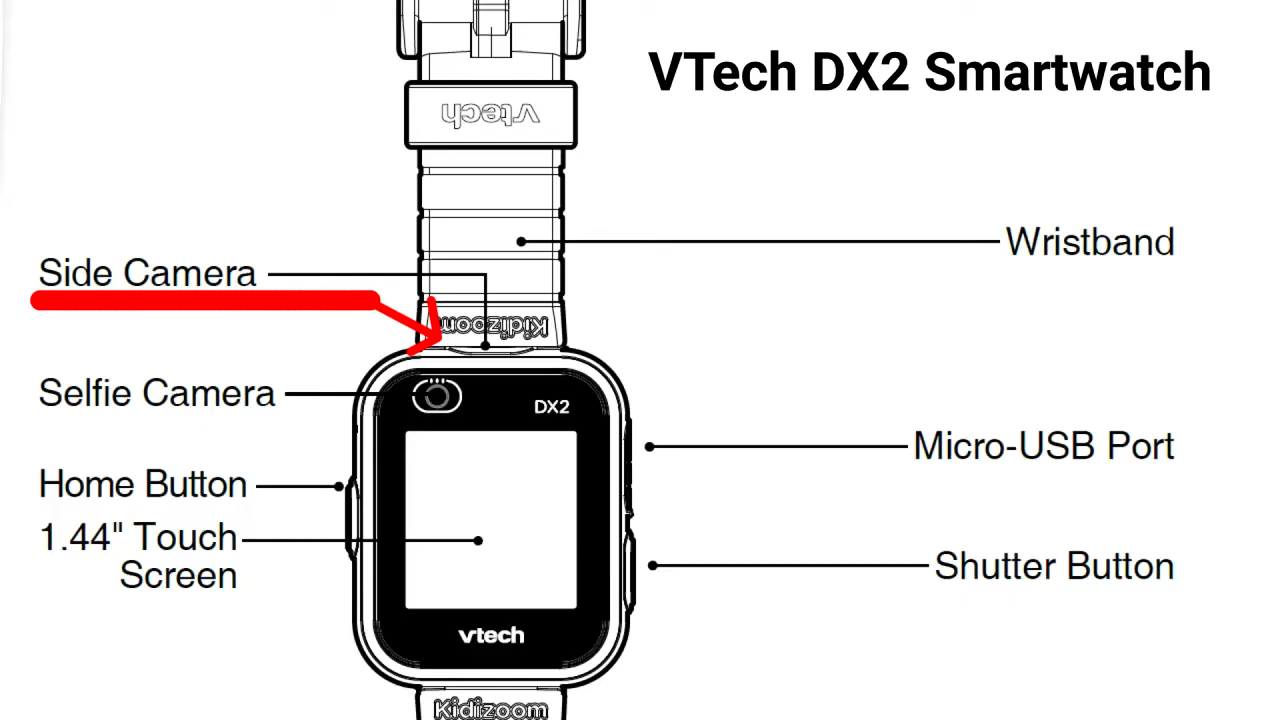 VTech DX2 Smartwatch
vtech
Wristband
Side Camera
Kidizoom
Selfie Camera
DX2
Micro-USB Port
Home Button
1.44" Touch
Screen
Shutter Button
vtech
Kidizoom